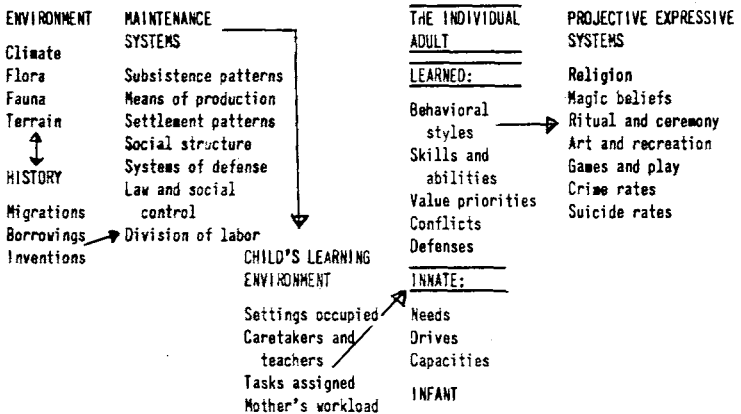 ENVIRONMENT
Climate
Flora
Fauna
Terrain
HISTORY
Migrations
Borrowings
Inventions
MAINTENANCE
SYSTEMS
Subsistence patterns
Means of production
Settlement patterns
Social structure
Systems of defense
Law and social
control
Division of labor
CHILD'S LEARNING
ENVIRONMENT
Settings occupied
Caretakers and
teachers
Tasks assigned
Mother's workload
THE INDIVIDUAL
ADULT
LEARNED:
Behavioral
styles
Skills and
abilities
Value priorities
Conflicts
Defenses
INNATE:
Needs
Drives
Capacities
INFANT
PROJECTIVE EXPRESSIVE
SYSTEMS
Religion
Magic beliefs
Ritual and ceremony
Art and recreation
Games and play
Crime rates
Suicide rates